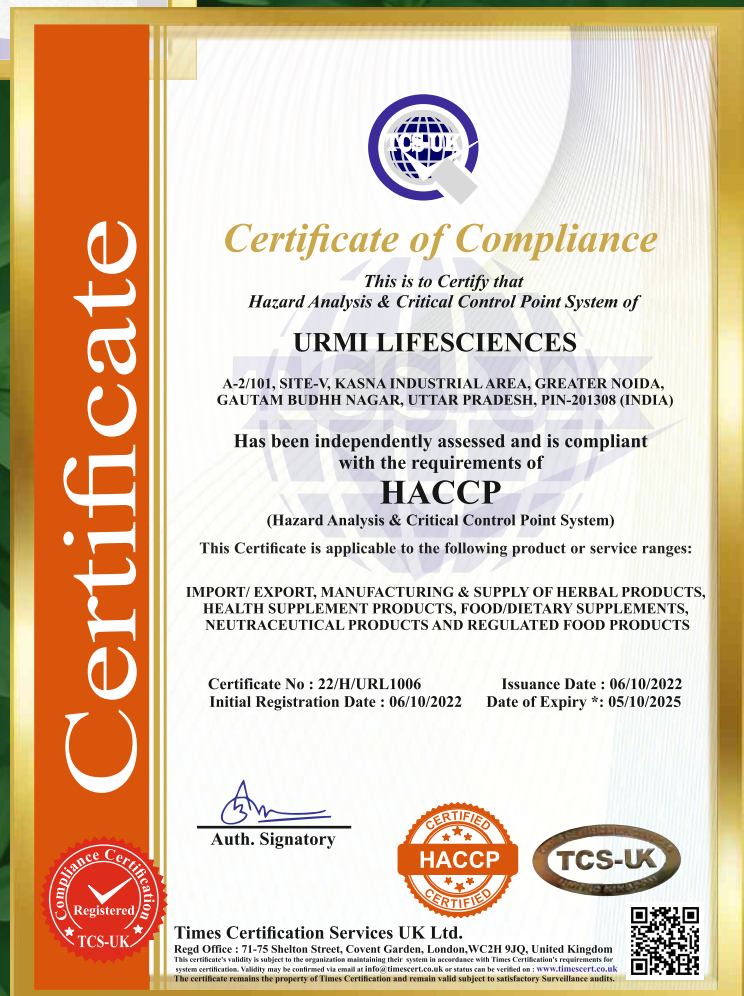 Certificate
TCS-UK
Certificate of Compliance
This is to Certify that
Hazard Analysis & Critical Control Point System of
URMI LIFESCIENCES
A-2/101, SITE-V, KASNA INDUSTRIAL AREA, GREATER NOIDA,
GAUTAM BUDHH NAGAR, UTTAR PRADESH, PIN-201308 (INDIA)
Has been independently assessed and is compliant
with the requirements of
HACCP
(Hazard Analysis & Critical Control Point System)
This Certificate is applicable to the following product or service ranges:
IMPORT/ EXPORT, MANUFACTURING & SUPPLY OF HERBAL PRODUCTS,
HEALTH SUPPLEMENT PRODUCTS, FOOD/DIETARY SUPPLEMENTS,
NEUTRACEUTICAL PRODUCTS AND REGULATED FOOD PRODUCTS
Certificate No : 22/H/URL1006 Issuance Date : 06/10/2022
Initial Registration Date : 06/10/2022 Date of Expiry *: 05/10/2025
Auth. Signatory
CERTIFIED
HACCP
CERTIFIED
TCS-UK
Compliance Certification
Registered
TCS-UK
Times Certification Services UK Ltd.
Regd Office : 71-75 Shelton Street, Covent Garden, London,WC2H 9JQ, United Kingdom
This certificate's validity is subject to the organization maintaining their system in accordance with Times Certification's requirements for
system certification. Validity may be confirmed via email at info@timescert.co.uk or status can be verified on : www.timescert.co.uk
The certificate remains the property of Times Certification and remain valid subject to satisfactory Surveillance audits.